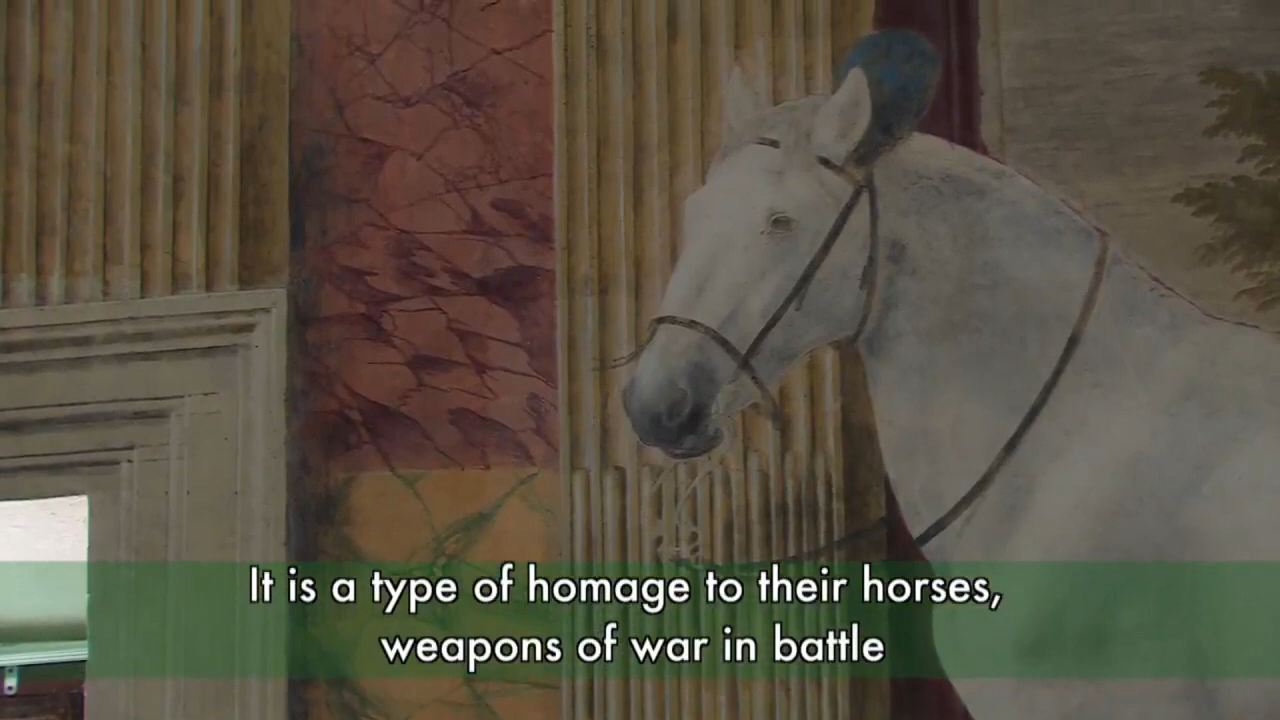 It is a type of homage to their horses,
weapons of war in battle